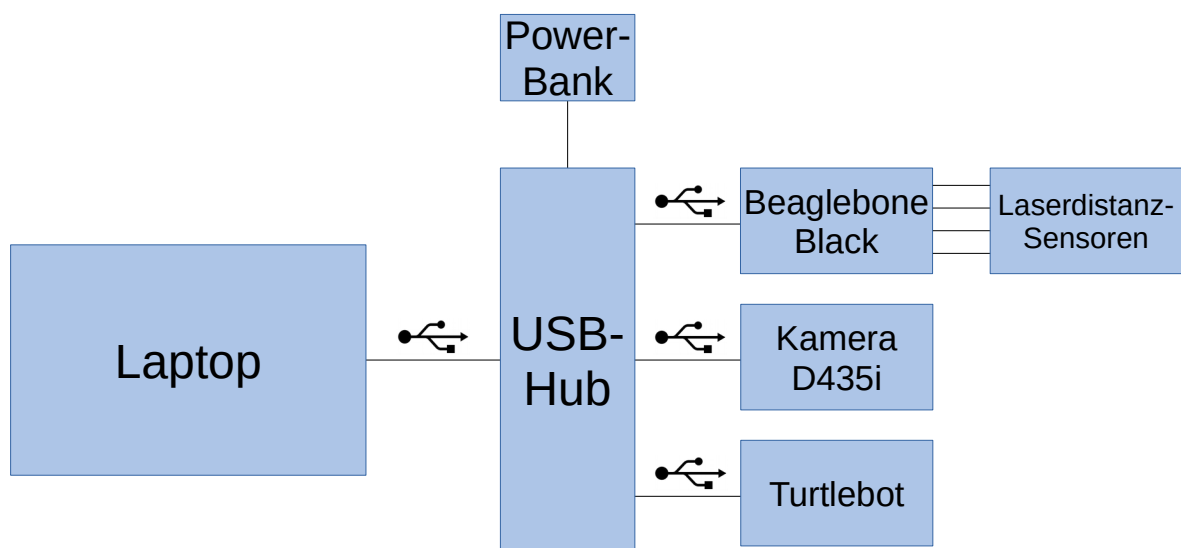 Power-
Bank
Beaglebone
Black
Laserdistanz-
Sensoren
Laptop
USB-
Hub
Kamera
D435i
Turtlebot